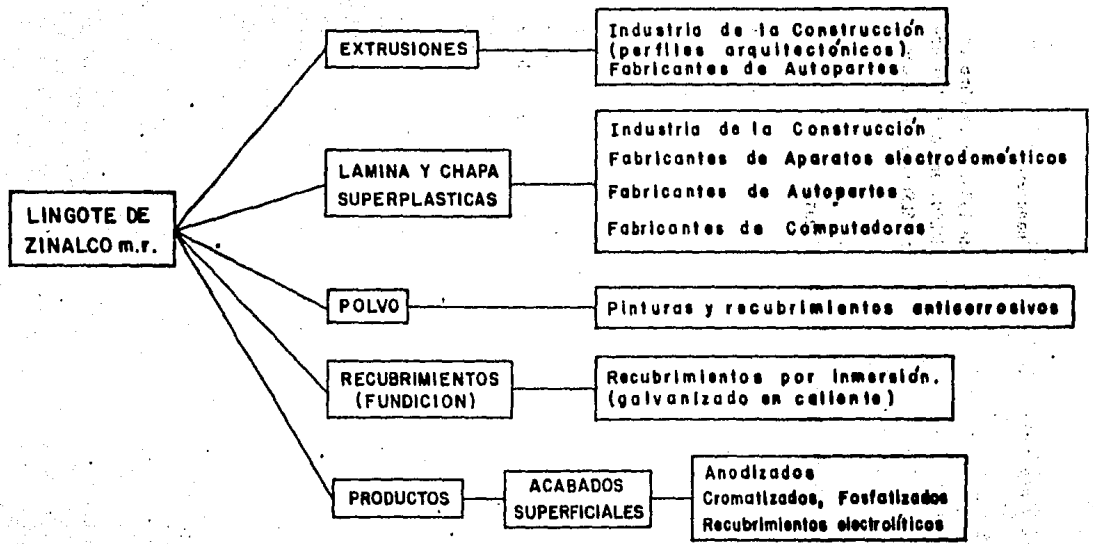 EXTRUSIONES
Industria de la Construcción
(perfiles arquitectónicos)
Fabricantes de Autopartes
LAMINA Y CHAPA
SUPERPLASTICAS
Industria de la Construcción
Fabricantes de Aparatos electrodomésticos
Fabricantes de Autopartes
Fabricantes de Computadoras
LINGOTE DE
ZINALCO m.r.
POLVO
Pinturas y recubrimientos anticorrosivos
RECUBRIMIENTOS
(FUNDICION)
Recubrimientos por inmersión.
(galvanizado en caliente)
PRODUCTOS
ACABADOS
SUPERFICIALES
Anodizados
Cromatizados, Fosfatizados
Recubrimientos electrolíticos